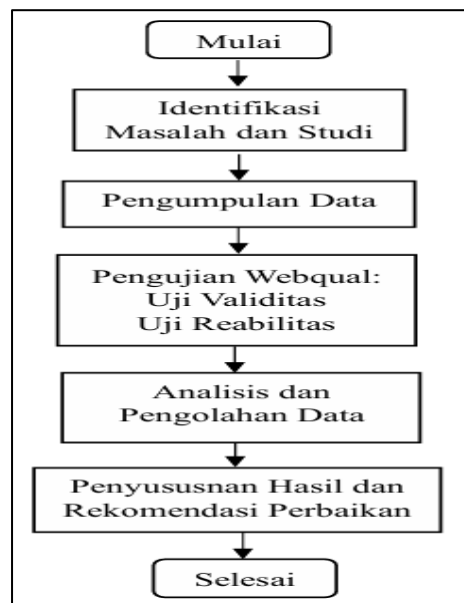 Mulai
Identifikasi
Masalah dan Studi
Pengumpulan Data
Pengujian Webqual:
Uji Validitas
Uji Reabilitas
Analisis dan
Pengolahan Data
Penyususnan Hasil dan
Rekomendasi Perbaikan
Selesai